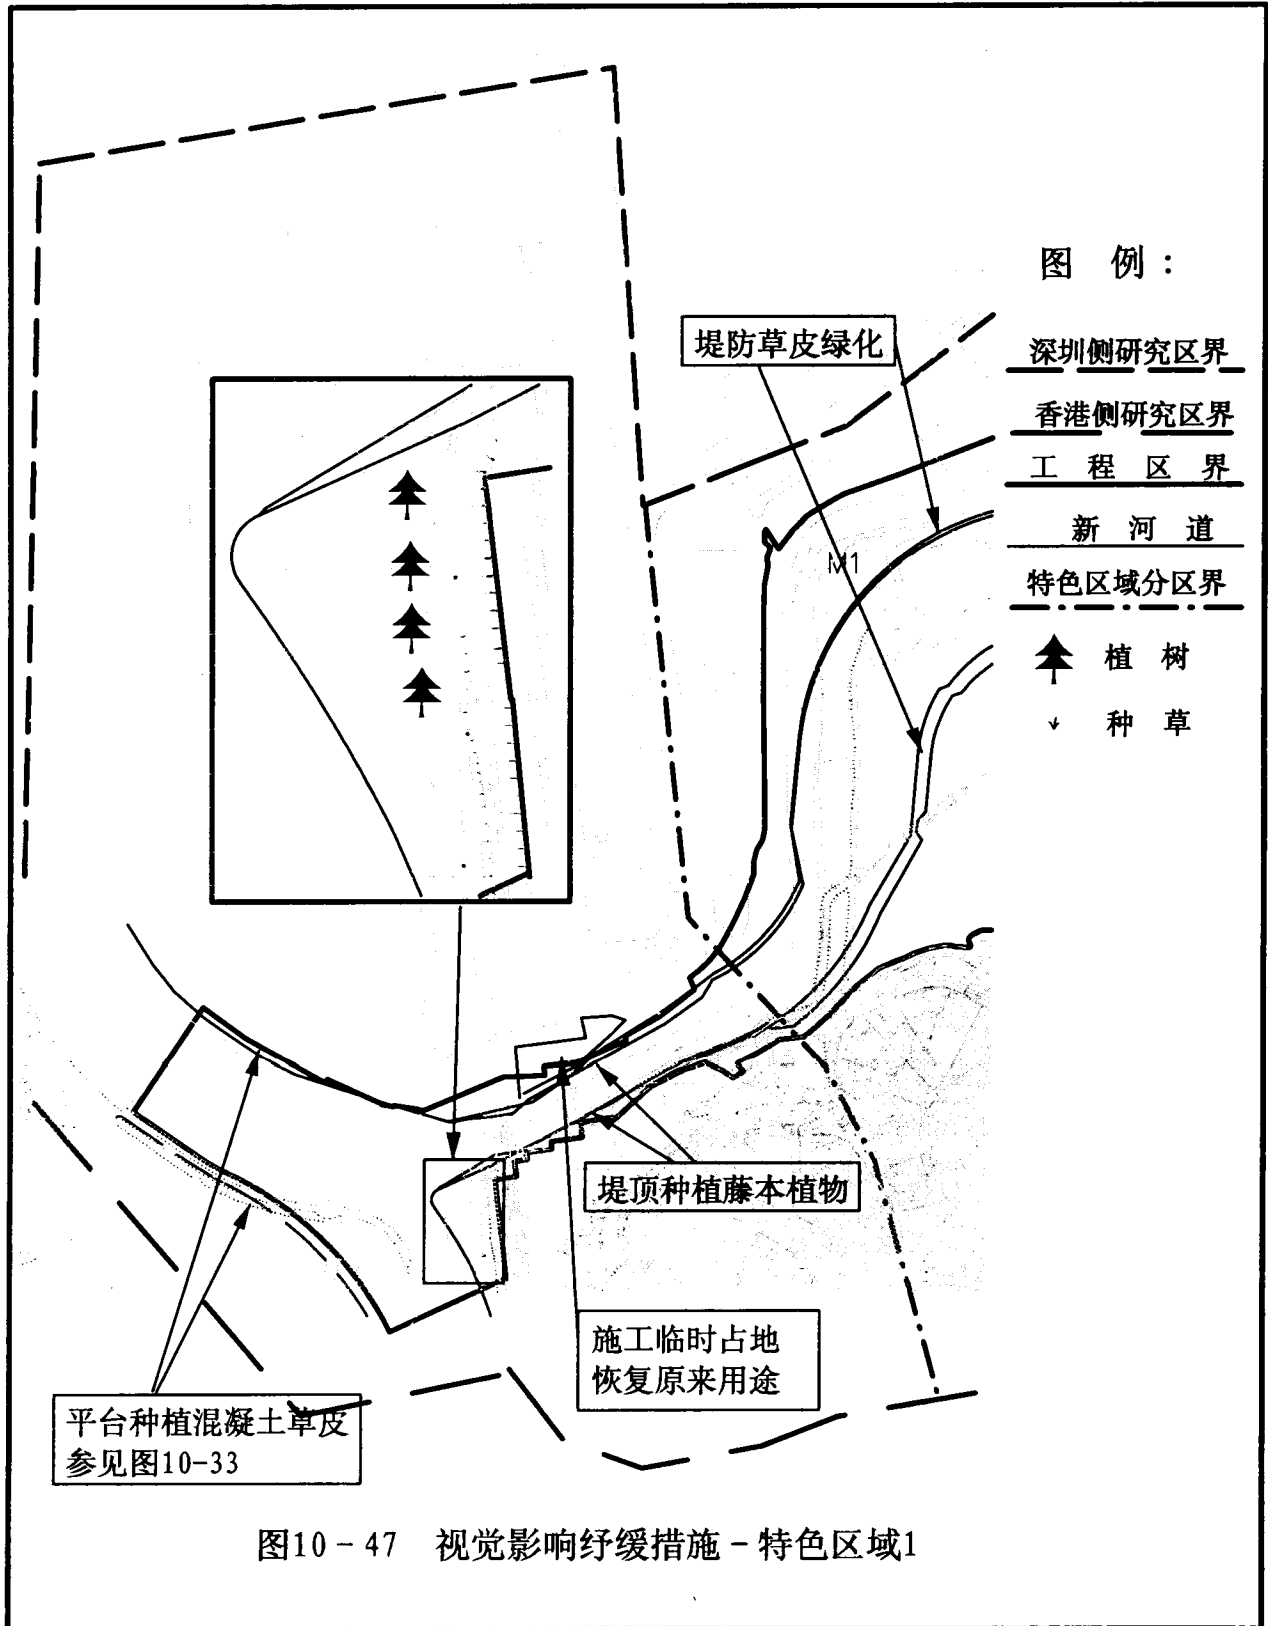 图 例：
深圳侧研究区界
香港侧研究区界
工 程 区 界
新 河 道
特色区域分区界
植 树
种 草
堤防草皮绿化
M1
堤顶种植藤本植物
施工临时占地
恢复原来用途
平台种植混凝土草皮
参见图10-33
图10-47 视觉影响纾缓措施-特色区域1